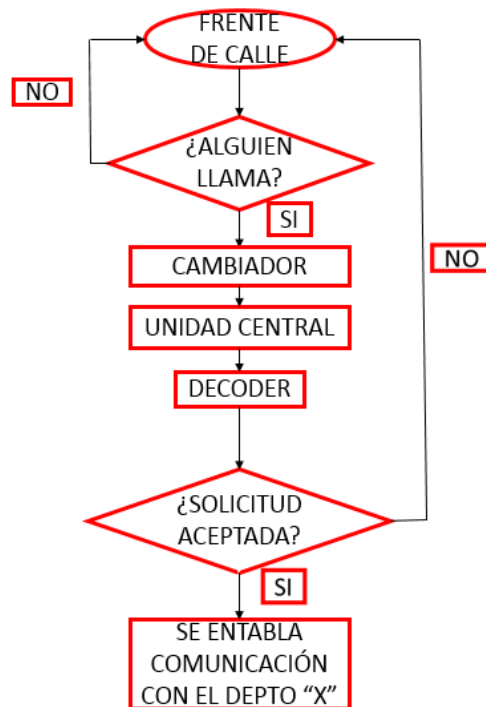 FRENTE
DE CALLE
NO
¿ALGUIEN
LLAMA?
SI
CAMBIADOR
NO
UNIDAD CENTRAL
DECODER
¿SOLICITUD
ACEPTADA?
SI
SE ENTABLA
COMUNICACIÓN
CON EL DEPTO “X”